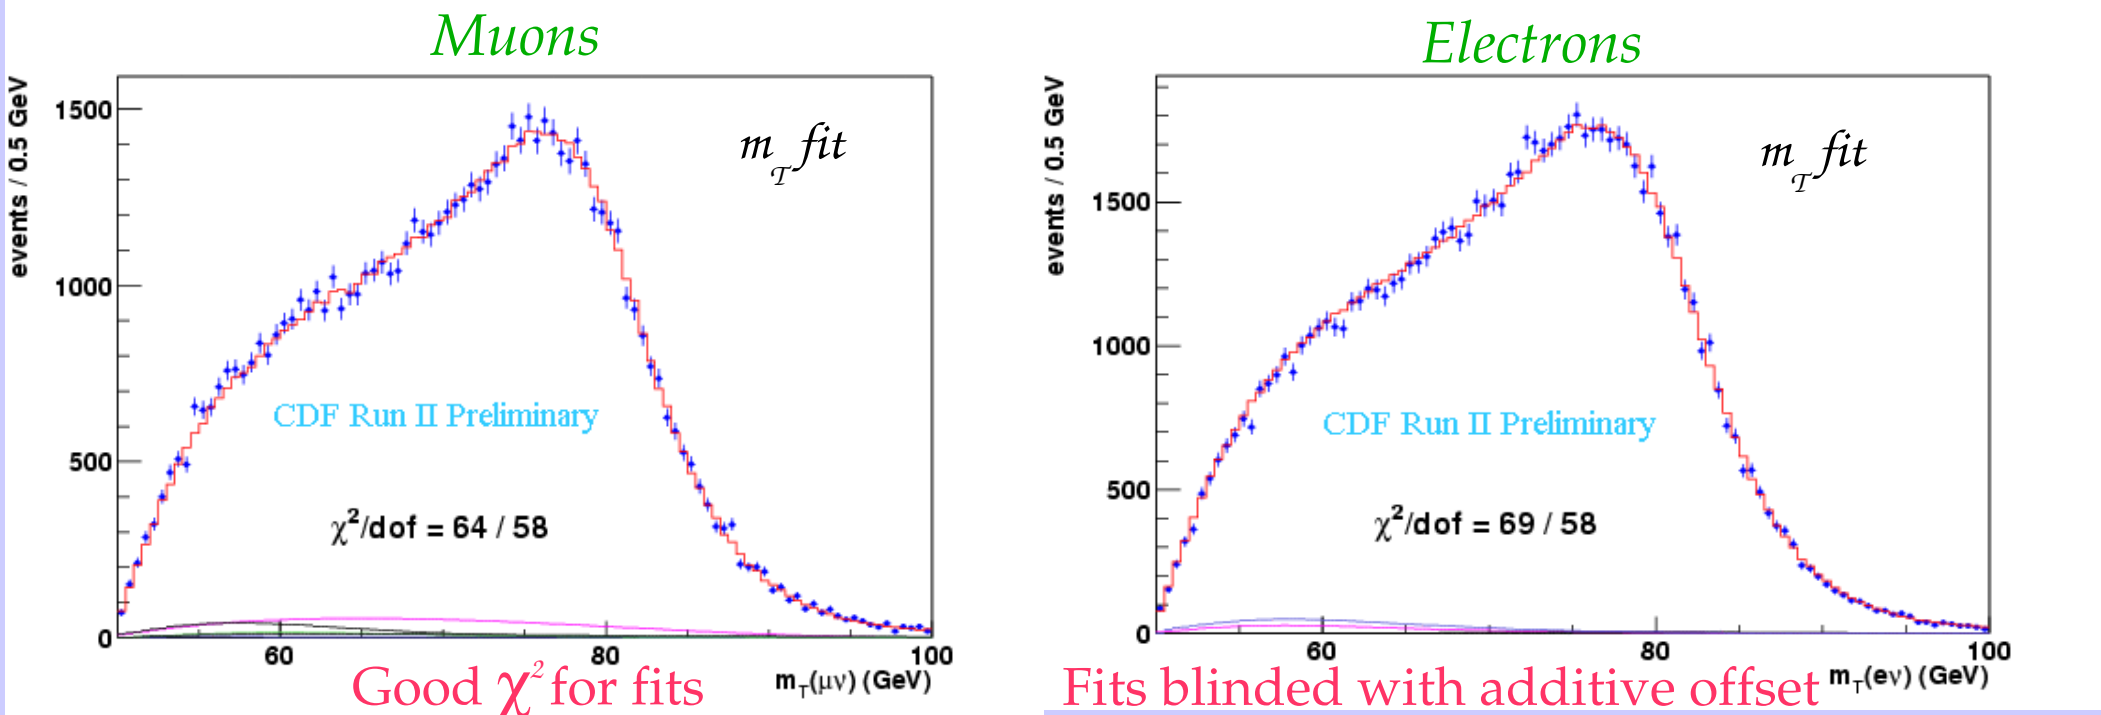 Muons
events / 0.5 GeV
1500
1000
500
0
60
80
100
m_T fit
CDF Run II Preliminary
χ²/dof = 64 / 58
m_T(μν) (GeV)
Good χ² for fits
Electrons
events / 0.5 GeV
1500
1000
500
0
60
80
100
m_T fit
CDF Run II Preliminary
χ²/dof = 69 / 58
m_T(eν) (GeV)
Fits blinded with additive offset